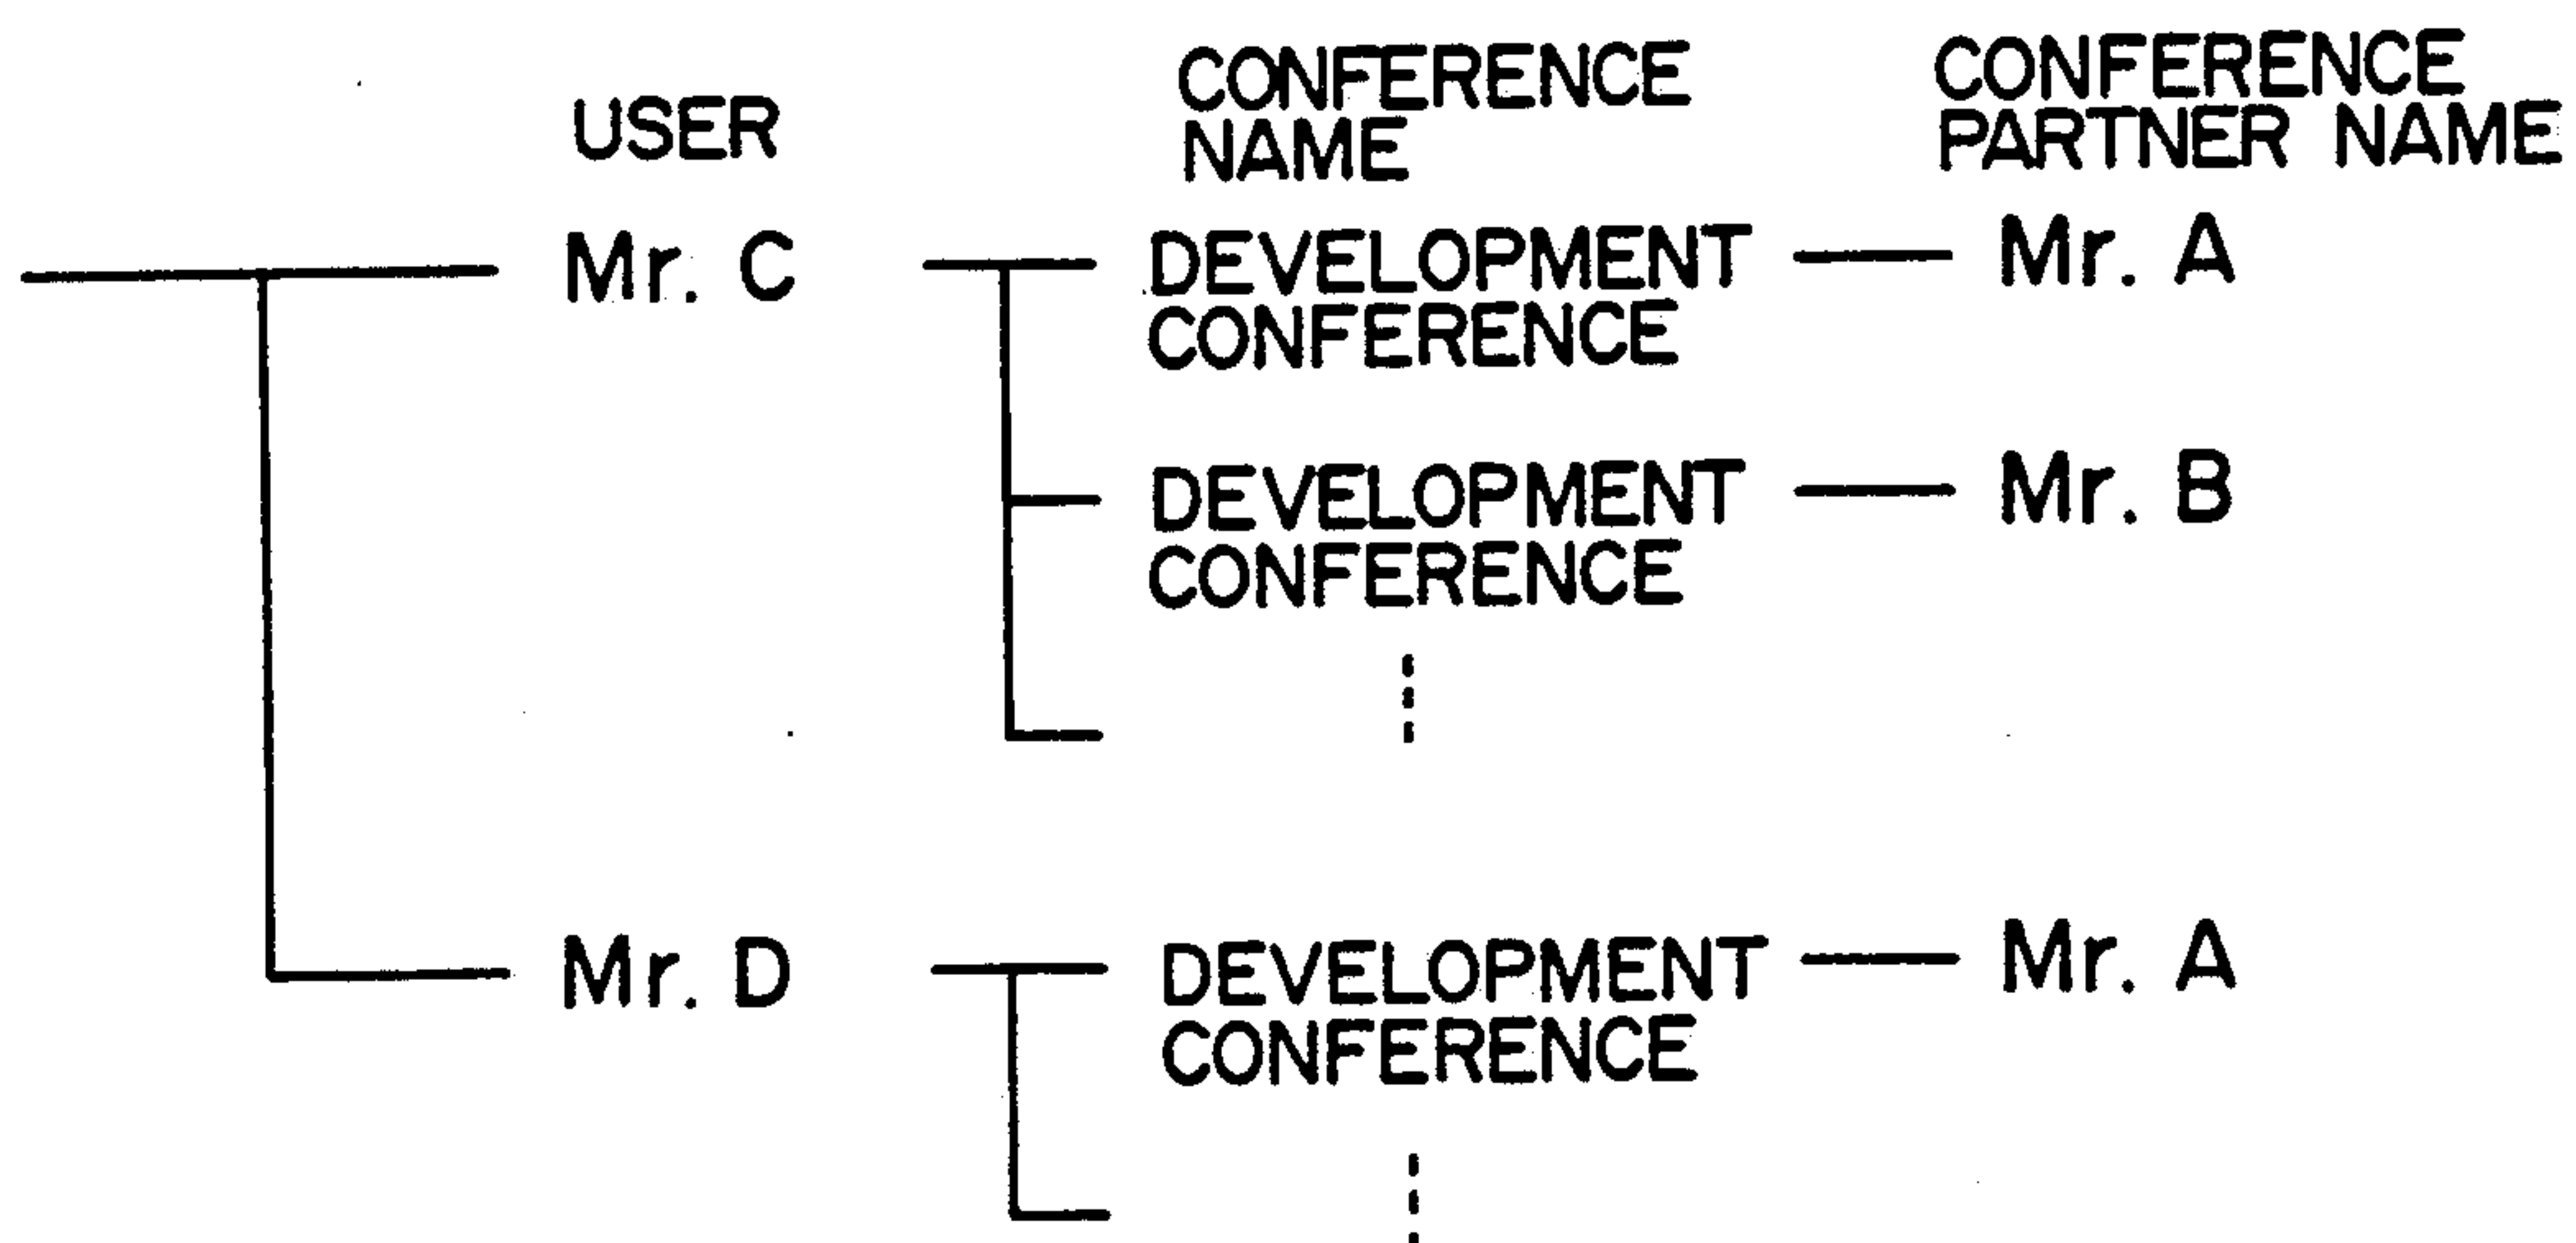 USER
CONFERENCE
NAME
CONFERENCE
PARTNER NAME
Mr. C
DEVELOPMENT
CONFERENCE
Mr. A
DEVELOPMENT
CONFERENCE
Mr. B
Mr. D
DEVELOPMENT
CONFERENCE
Mr. A